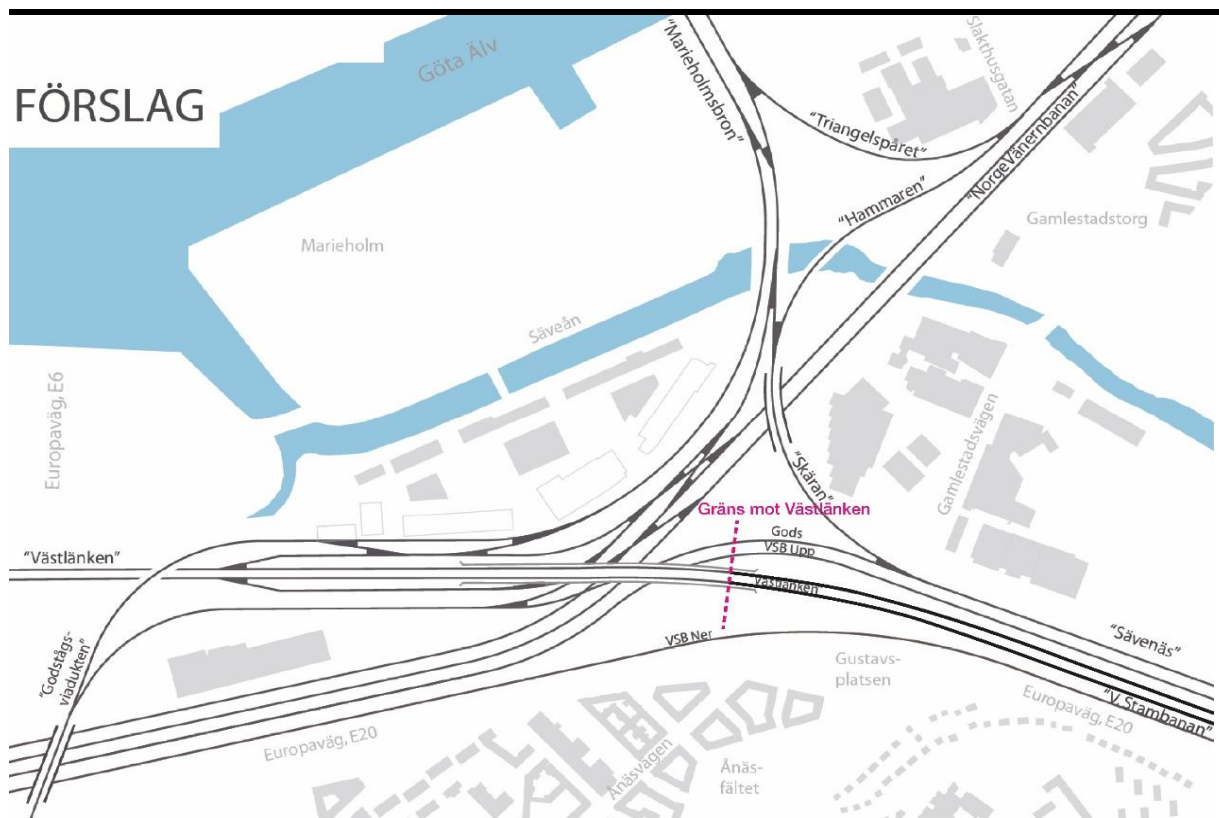 FÖRSLAG
Göta Älv
"Marieholmsbron"
Slakthusgatan
"Triangelspåret"
"NorgeVänernbanan"
"Hammaren"
Gamlestadstorg
Marieholm
Säveån
Europaväg, E6
Gamlestadsvägen
"Skäran"
Gräns mot Västlänken
Gods
VSB Upp
"Västlänken"
Västlänken
"Sävenäs"
VSB Ner
"Godstågs-
viadukten"
Gustavs-
platsen
Europaväg, E20
"V. Stambanan"
Europaväg, E20
Ånäsvägen
Ånäs-
fältet